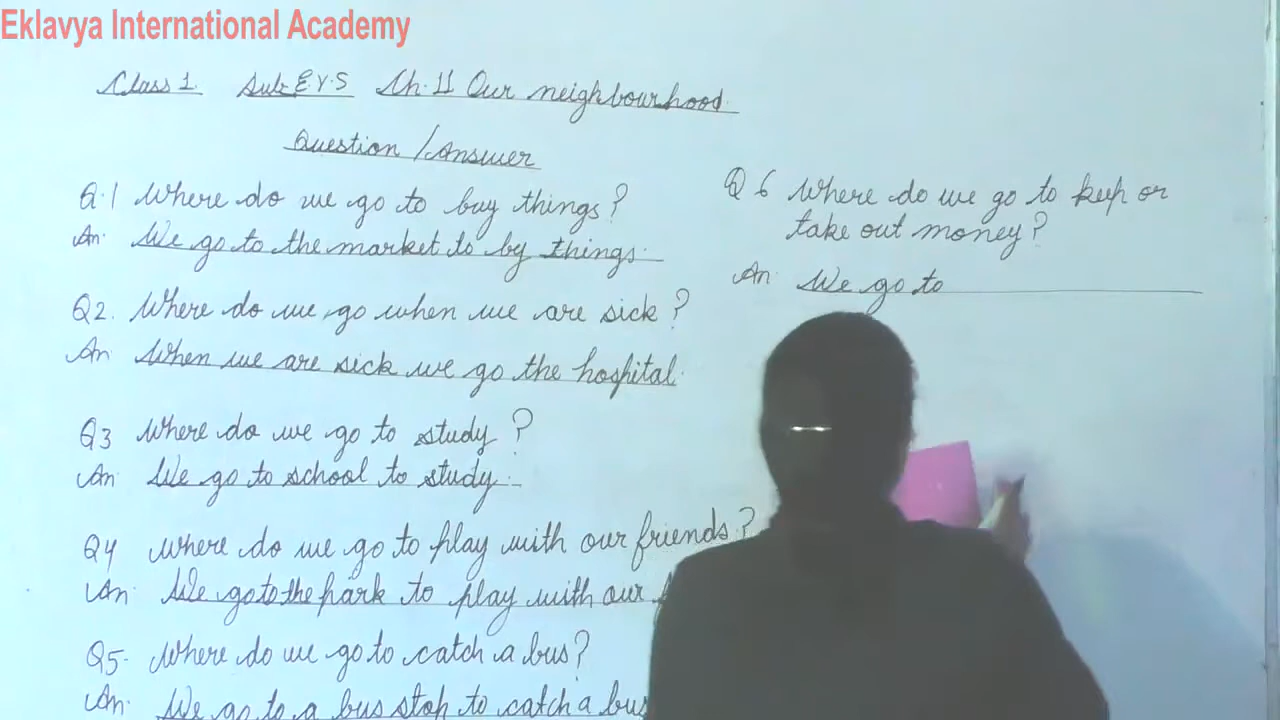 Eklavya International Academy
Class 1. Sub:E.V.S Ch.11 Our neighbourhood.
Question / Answer
Q.1 Where do we go to buy things?
An: We go to the market to by things.
Q2. Where do we go when we are sick?
An: When we are sick we go the hospital.
Q3 Where do we go to study?
An: We go to school to study.
Q4 Where do we go to play with our friends?
An: We go to the park to play with our
Q5. Where do we go to catch a bus?
An: We go to a bus stop to catch a bus
Q 6 Where do we go to keep or
take out money?
An: We go to